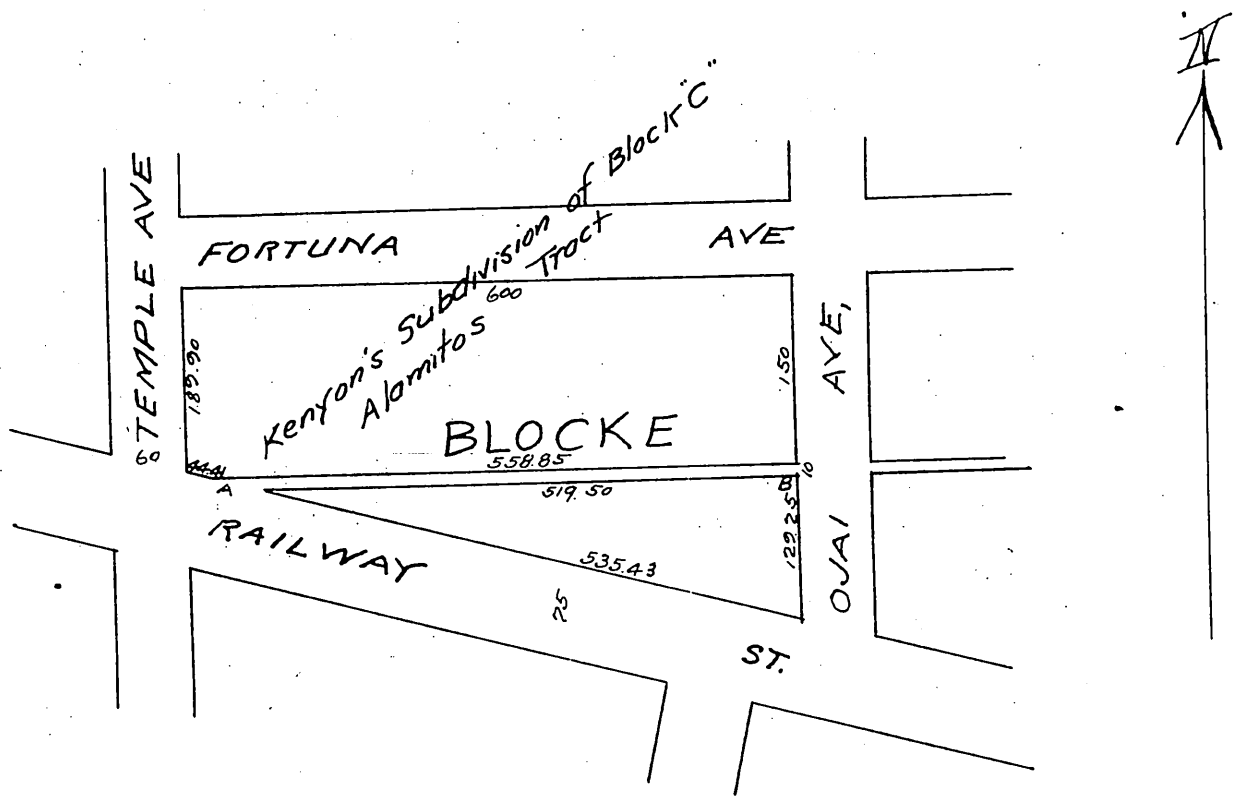 N
Kenyon's Subdivision of Block "C"
Alamitos Tract
TEMPLE AVE
FORTUNA AVE
600
189.90
150
AVE,
OJAI
BLOCK E
60
44.41
558.85
10
A
B
519.50
129.25
RAILWAY
535.43
75
ST.